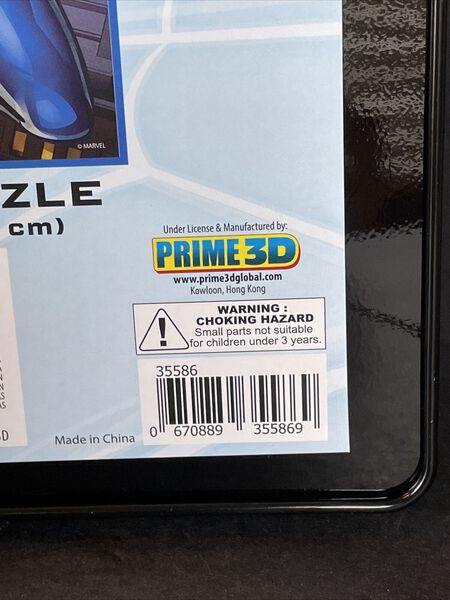 © MARVEL
ZLE
cm)
Under License & Manufactured by:
PRIME3D
www.prime3dglobal.com
Kowloon, Hong Kong
WARNING :
CHOKING HAZARD
Small parts not suitable
for children under 3 years.
35586
0 670889 355869
Made in China
D